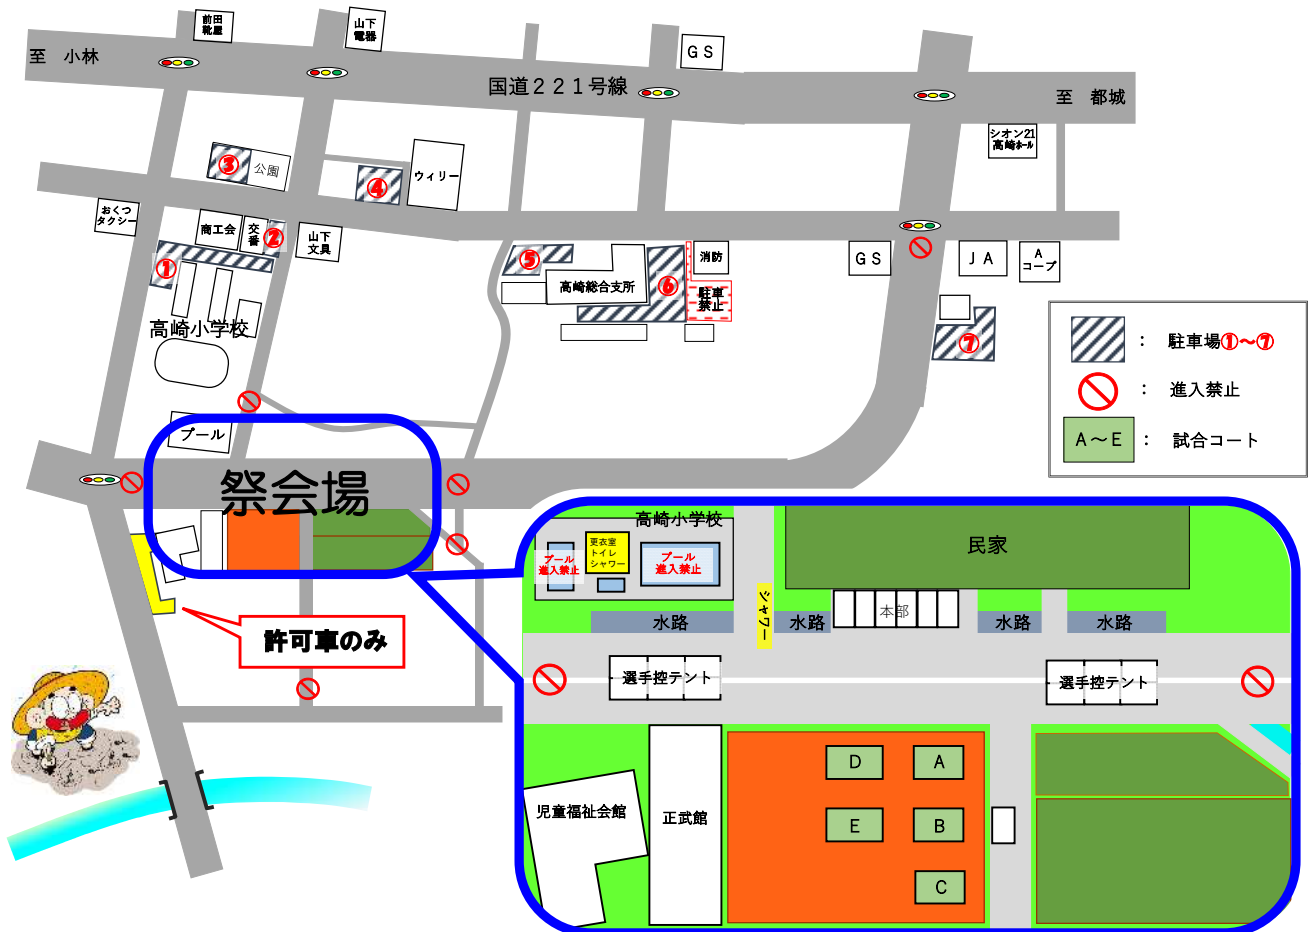 前田
靴屋
山下
電器
GS
至 小林
国道221号線
至 都城
シオン21
高崎ホール
③
公園
④
ウィリー
おくつ
タクシー
商工会
交
番
②
山下
文具
①
高崎小学校
⑤
高崎総合支所
⑥
消防
駐車
禁止
GS
JA
A
コープ
⑦
: 駐車場①～⑦
: 進入禁止
A～E : 試合コート
プール
祭会場
許可車のみ
高崎小学校
プール
進入禁止
更衣室
トイレ
シャワー
プール
進入禁止
民家
シャワー
本部
水路
水路
水路
水路
選手控テント
選手控テント
児童福祉会館
正武館
D
A
E
B
C